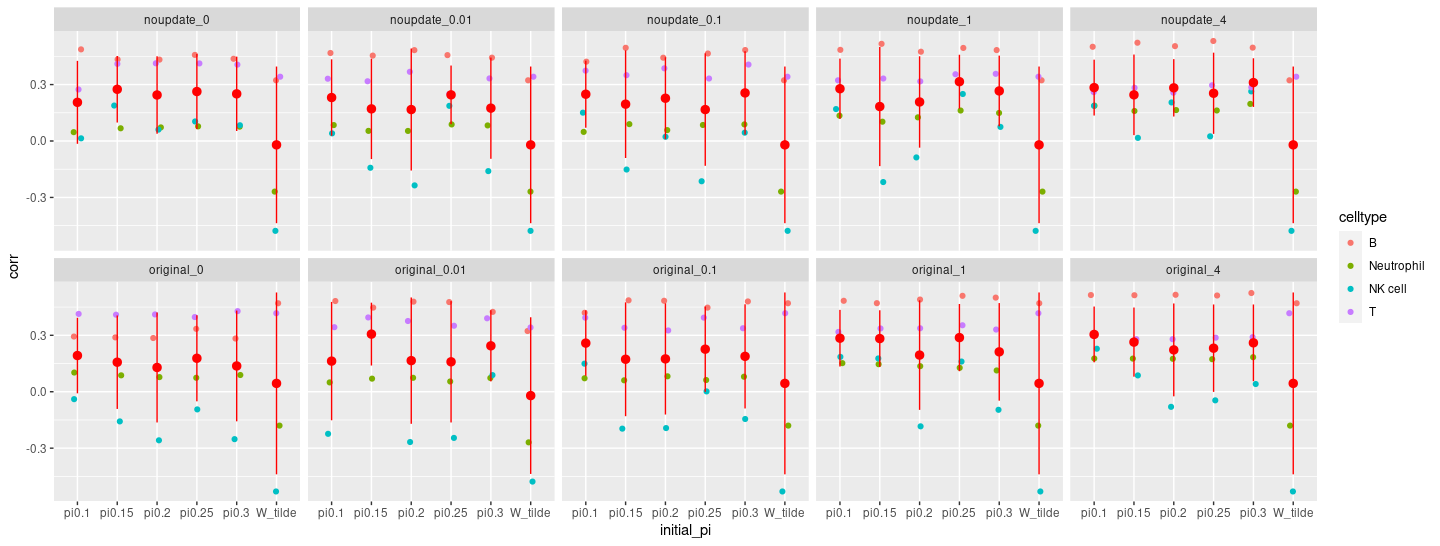 noupdate_0 noupdate_0.01 noupdate_0.1 noupdate_1 noupdate_4
0.3
0.0
-0.3
original_0 original_0.01 original_0.1 original_1 original_4
0.3
0.0
-0.3
pi0.1 pi0.15 pi0.2 pi0.25 pi0.3 W_tilde pi0.1 pi0.15 pi0.2 pi0.25 pi0.3 W_tilde pi0.1 pi0.15 pi0.2 pi0.25 pi0.3 W_tilde pi0.1 pi0.15 pi0.2 pi0.25 pi0.3 W_tilde pi0.1 pi0.15 pi0.2 pi0.25 pi0.3 W_tilde
initial_pi
corr
celltype
B
Neutrophil
NK cell
T